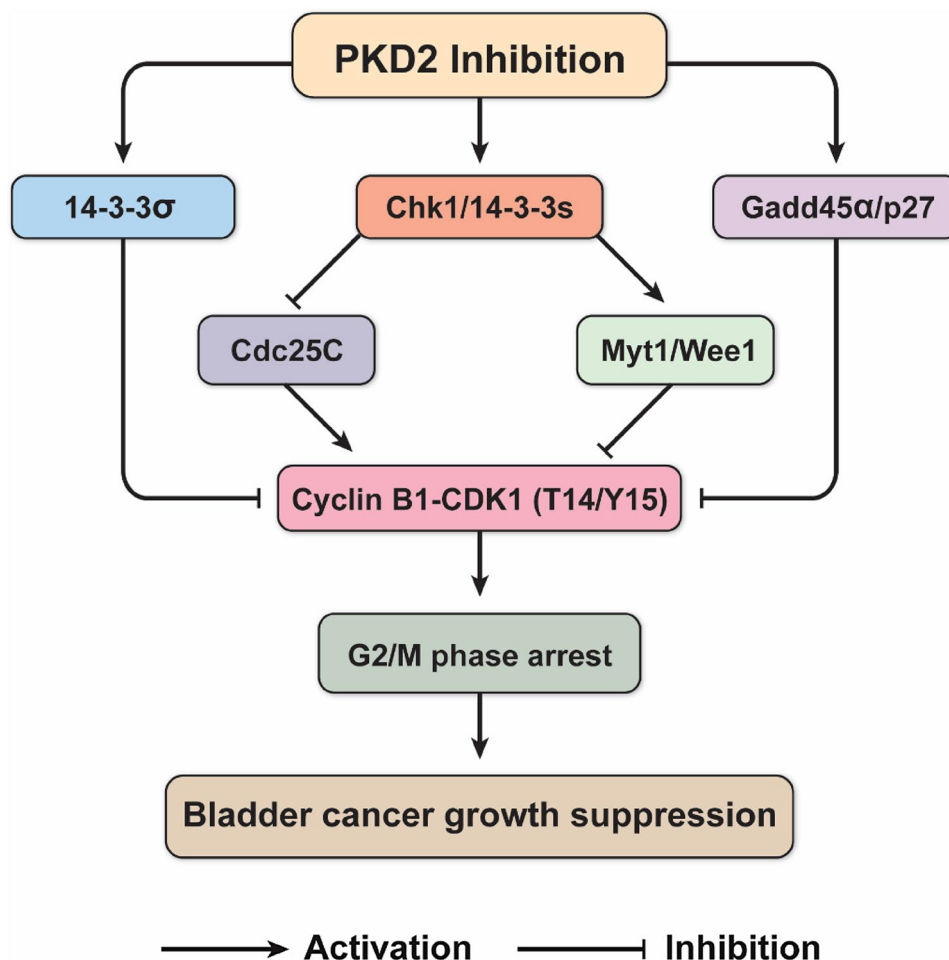 PKD2 Inhibition
14-3-3σ
Chk1/14-3-3s
Gadd45α/p27
Cdc25C
Myt1/Wee1
Cyclin B1-CDK1 (T14/Y15)
G2/M phase arrest
Bladder cancer growth suppression
Activation
Inhibition